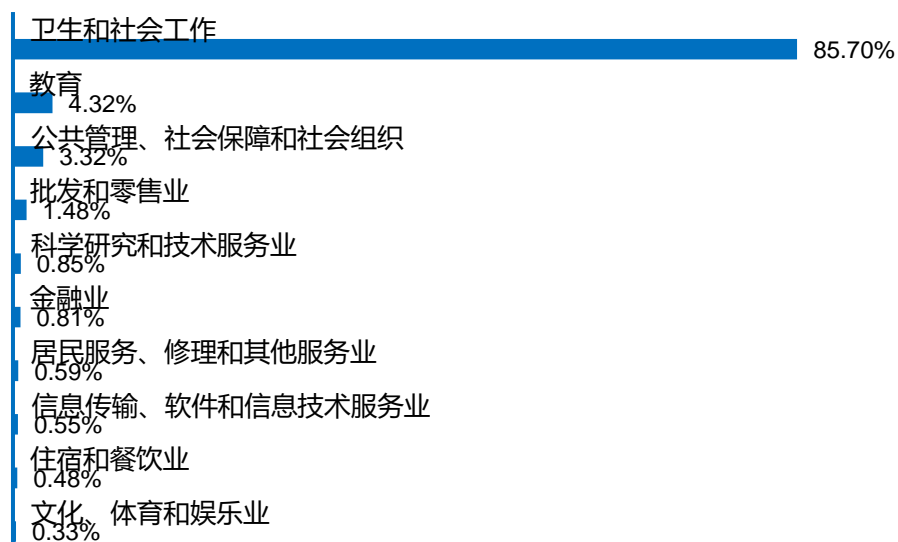 卫生和社会工作
85.70%
教育
4.32%
公共管理、社会保障和社会组织
3.32%
批发和零售业
1.48%
科学研究和技术服务业
0.85%
金融业
0.81%
居民服务、修理和其他服务业
0.59%
信息传输、软件和信息技术服务业
0.55%
住宿和餐饮业
0.48%
文化、体育和娱乐业
0.33%